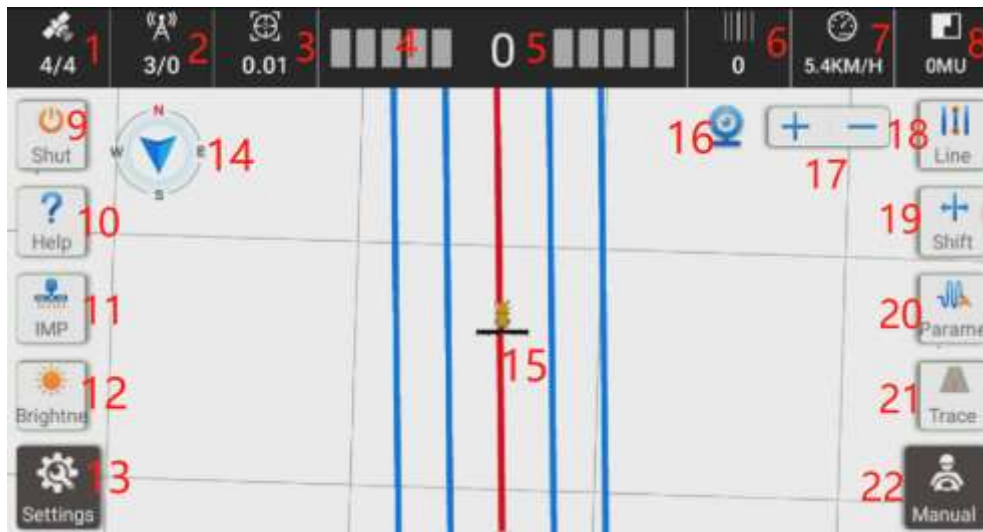 1 2 3 4 0 5 6 7 8
4/4 3/0 0.01 0 5.4KM/H 0MU
9 Shut
N
W E
S
14
16 + − 17
18 Line
10 Help
19 Shift
11 IMP
20 Parame
15
12 Brightne
21 Trace
13 Settings
22 Manual